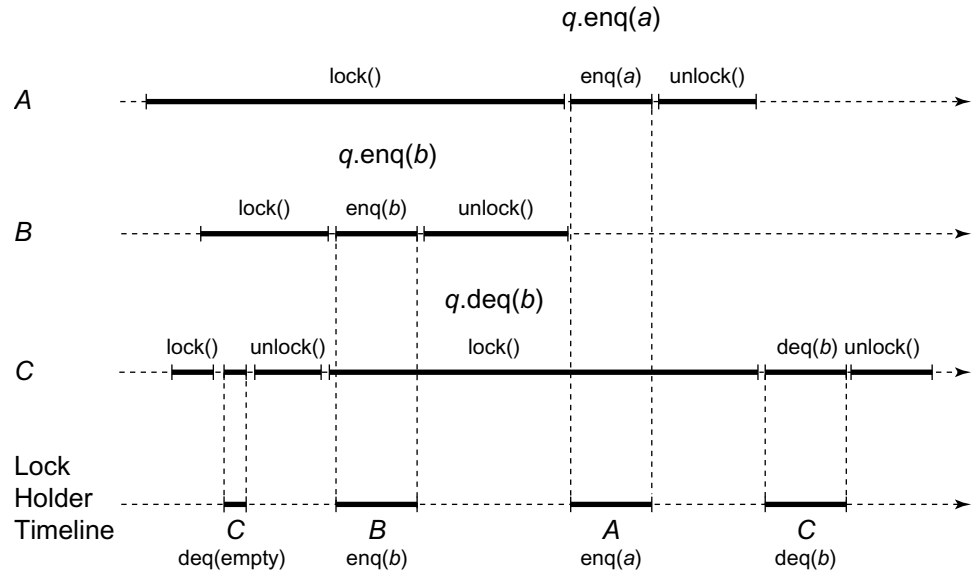 q.enq(a)
lock() enq(a) unlock()
A
q.enq(b)
lock() enq(b) unlock()
B
q.deq(b)
lock() unlock() lock() deq(b) unlock()
C
Lock
Holder
Timeline C B A C
deq(empty) enq(b) enq(a) deq(b)